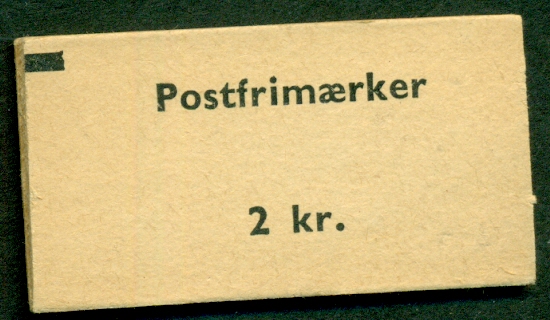 Postfrimærker
2 kr.